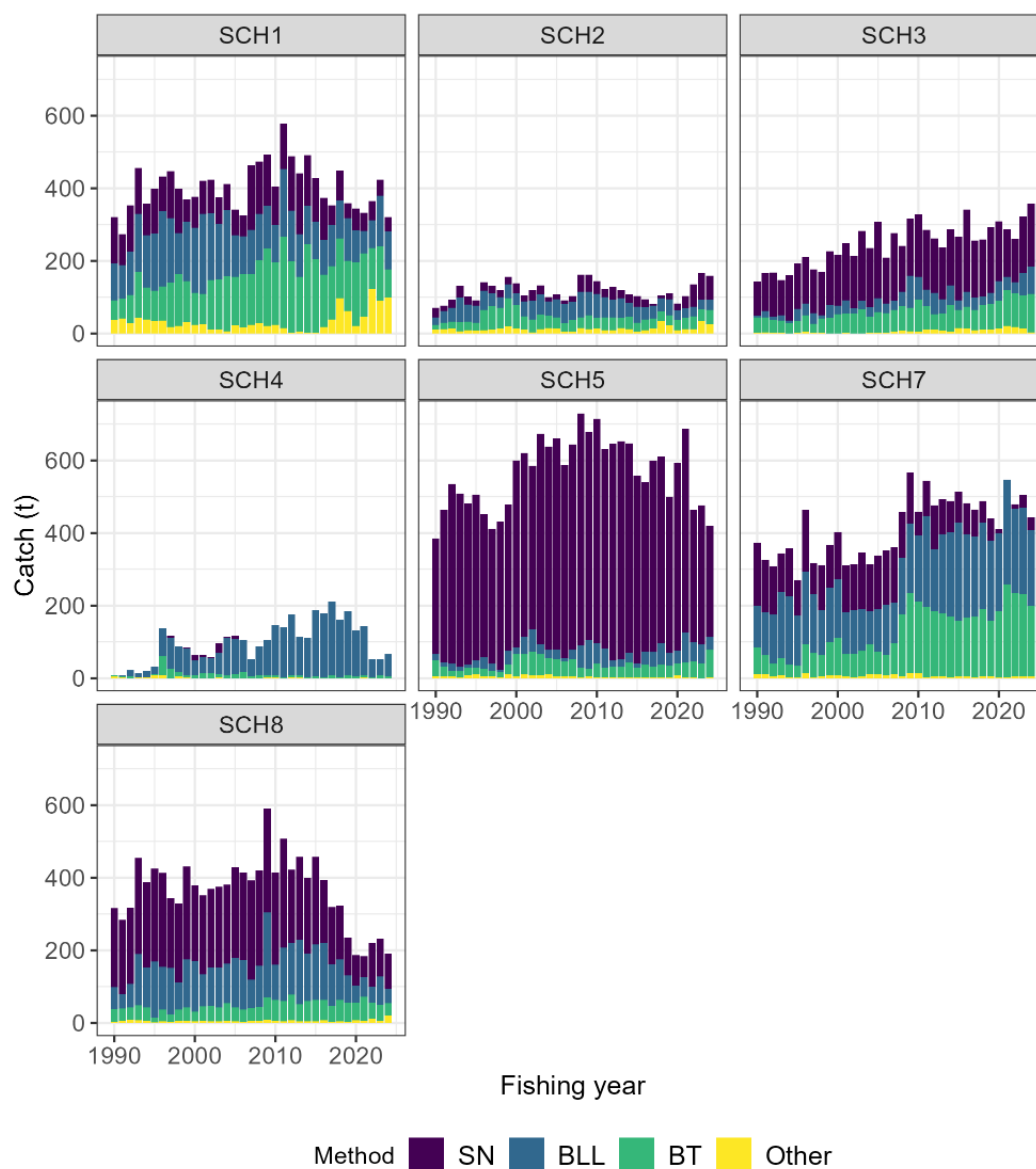 SCH1 SCH2 SCH3
600
400
200
0
SCH4 SCH5 SCH7
600
400
200
0
1990 2000 2010 2020 1990 2000 2010 2020
SCH8
600
400
200
0
1990 2000 2010 2020
Catch (t)
Fishing year
Method SN BLL BT Other